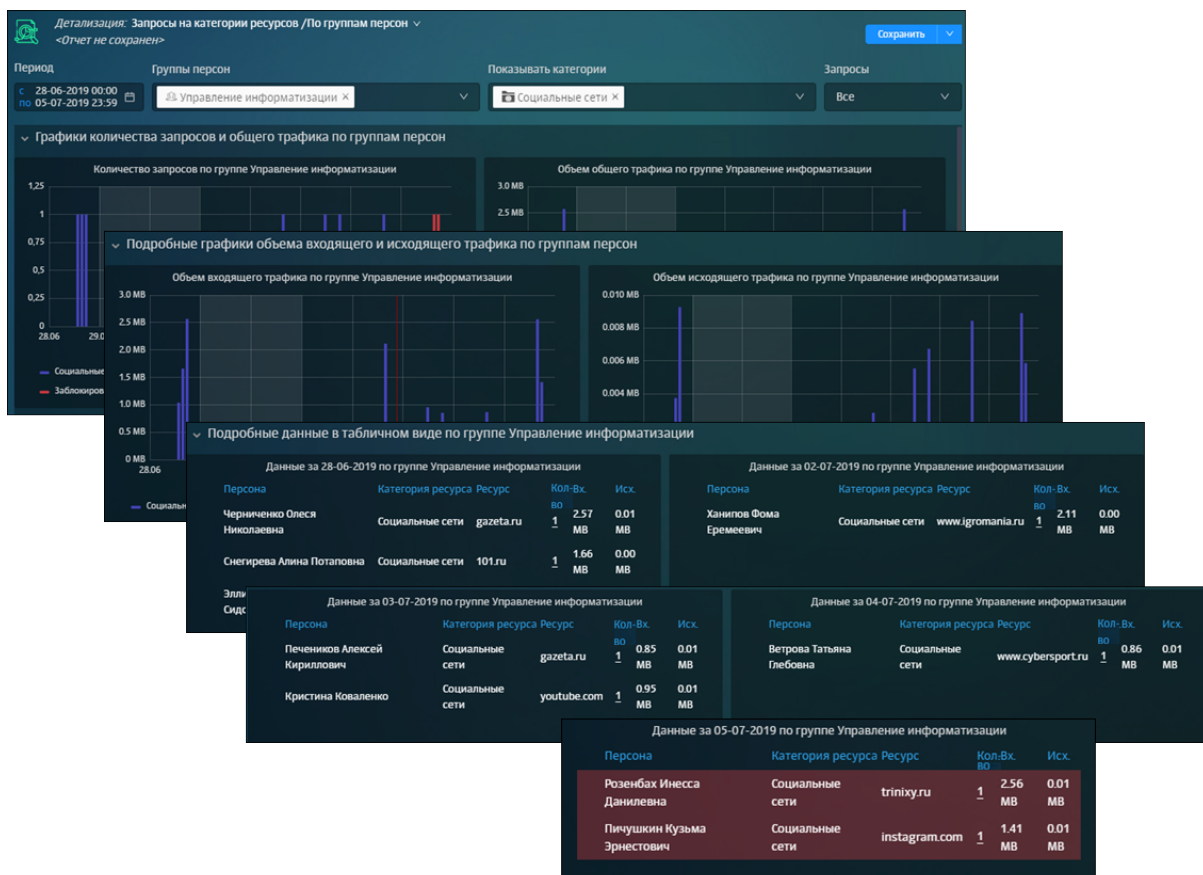 Детализация: Запросы на категории ресурсов /По группам персон
<Отчет не сохранен>
Сохранить
Период
Группы персон
Показывать категории
Запросы
с 28-06-2019 00:00
по 05-07-2019 23:59
Управление информатизации ×
Социальные сети ×
Все
Графики количества запросов и общего трафика по группам персон
Количество запросов по группе Управление информатизации
1,25
1
0,75
0,5
0,25
0
28.06
29.0
Социальные
Заблокиров
Объем общего трафика по группе Управление информатизации
3.0 MB
2.5 MB
Подробные графики объема входящего и исходящего трафика по группам персон
Объем входящего трафика по группе Управление информатизации
3.0 MB
2.5 MB
2.0 MB
1.5 MB
1.0 MB
0.5 MB
0 MB
28.06
Социальн
Объем исходящего трафика по группе Управление информатизации
0.010 MB
0.008 MB
0.006 MB
0.004 MB
Подробные данные в табличном виде по группе Управление информатизации
Данные за 28-06-2019 по группе Управление информатизации
Персона Категория ресурса Ресурс Кол-во Вх. Исх.
Черниченко Олеся Николаевна Социальные сети gazeta.ru 1 2.57 MB 0.01 MB
Снегирева Алина Потаповна Социальные сети 101.ru 1 1.66 MB 0.00 MB
Элли
Сидо
Данные за 02-07-2019 по группе Управление информатизации
Персона Категория ресурса Ресурс Кол-во Вх. Исх.
Ханипов Фома Еремеевич Социальные сети www.igromania.ru 1 2.11 MB 0.00 MB
Данные за 03-07-2019 по группе Управление информатизации
Персона Категория ресурса Ресурс Кол-во Вх. Исх.
Печеников Алексей Кириллович Социальные сети gazeta.ru 1 0.85 MB 0.01 MB
Кристина Коваленко Социальные сети youtube.com 1 0.95 MB 0.01 MB
Данные за 04-07-2019 по группе Управление информатизации
Персона Категория ресурса Ресурс Кол-во Вх. Исх.
Ветрова Татьяна Глебовна Социальные сети www.cybersport.ru 1 0.86 MB 0.01 MB
Данные за 05-07-2019 по группе Управление информатизации
Персона Категория ресурса Ресурс Кол-во Вх. Исх.
Розенбах Инесса Данилевна Социальные сети trinixy.ru 1 2.56 MB 0.01 MB
Пичушкин Кузьма Эрнестович Социальные сети instagram.com 1 1.41 MB 0.01 MB